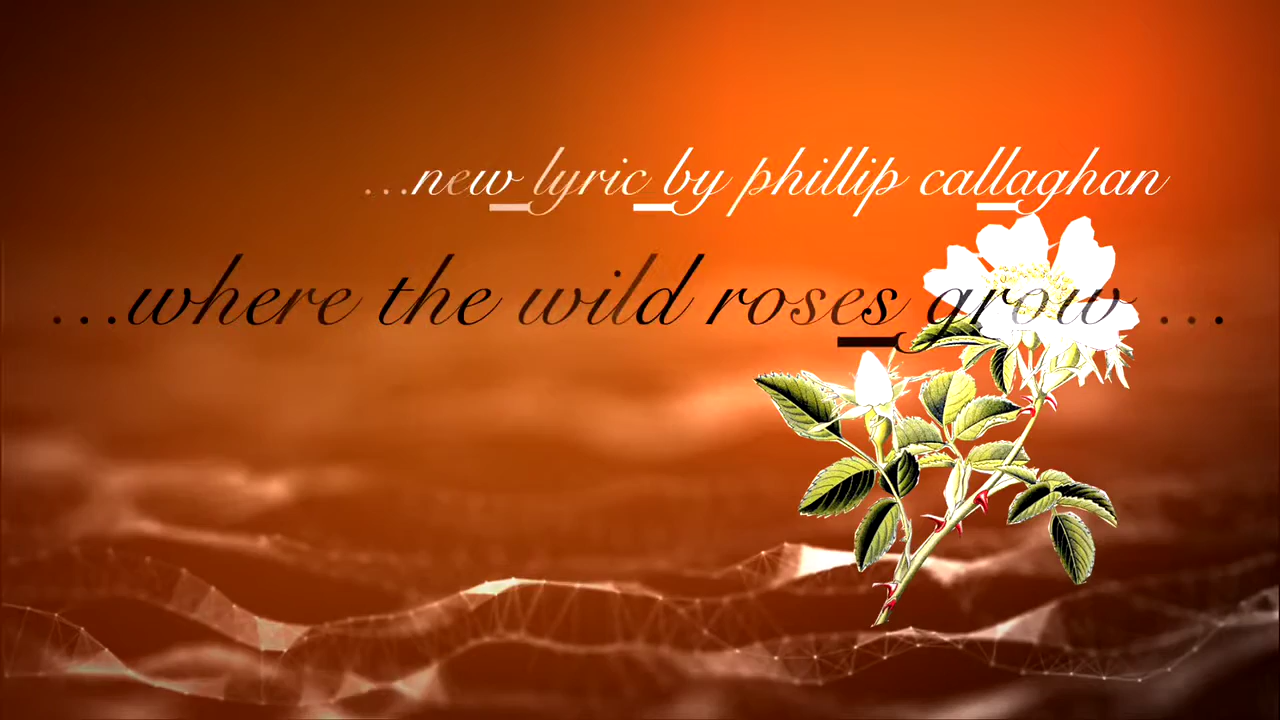 ...new lyric by phillip callaghan
...where the wild roses grow ...